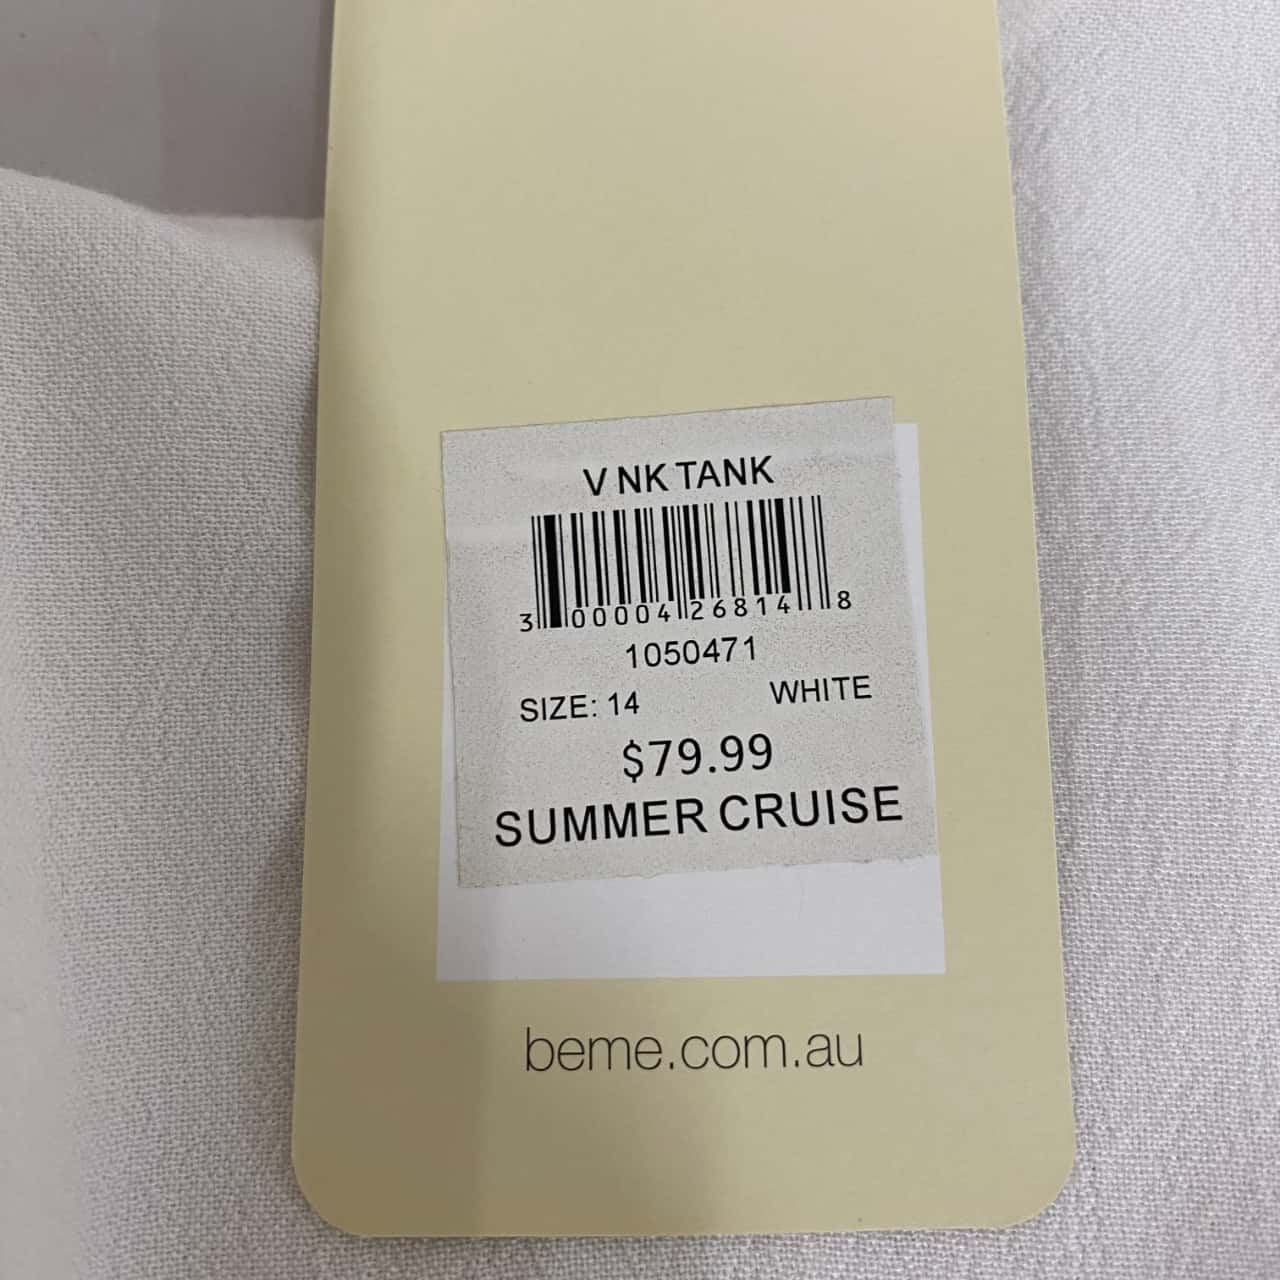 V NK TANK
3 00004 26814 8
1050471
SIZE: 14 WHITE
$79.99
SUMMER CRUISE
beme.com.au